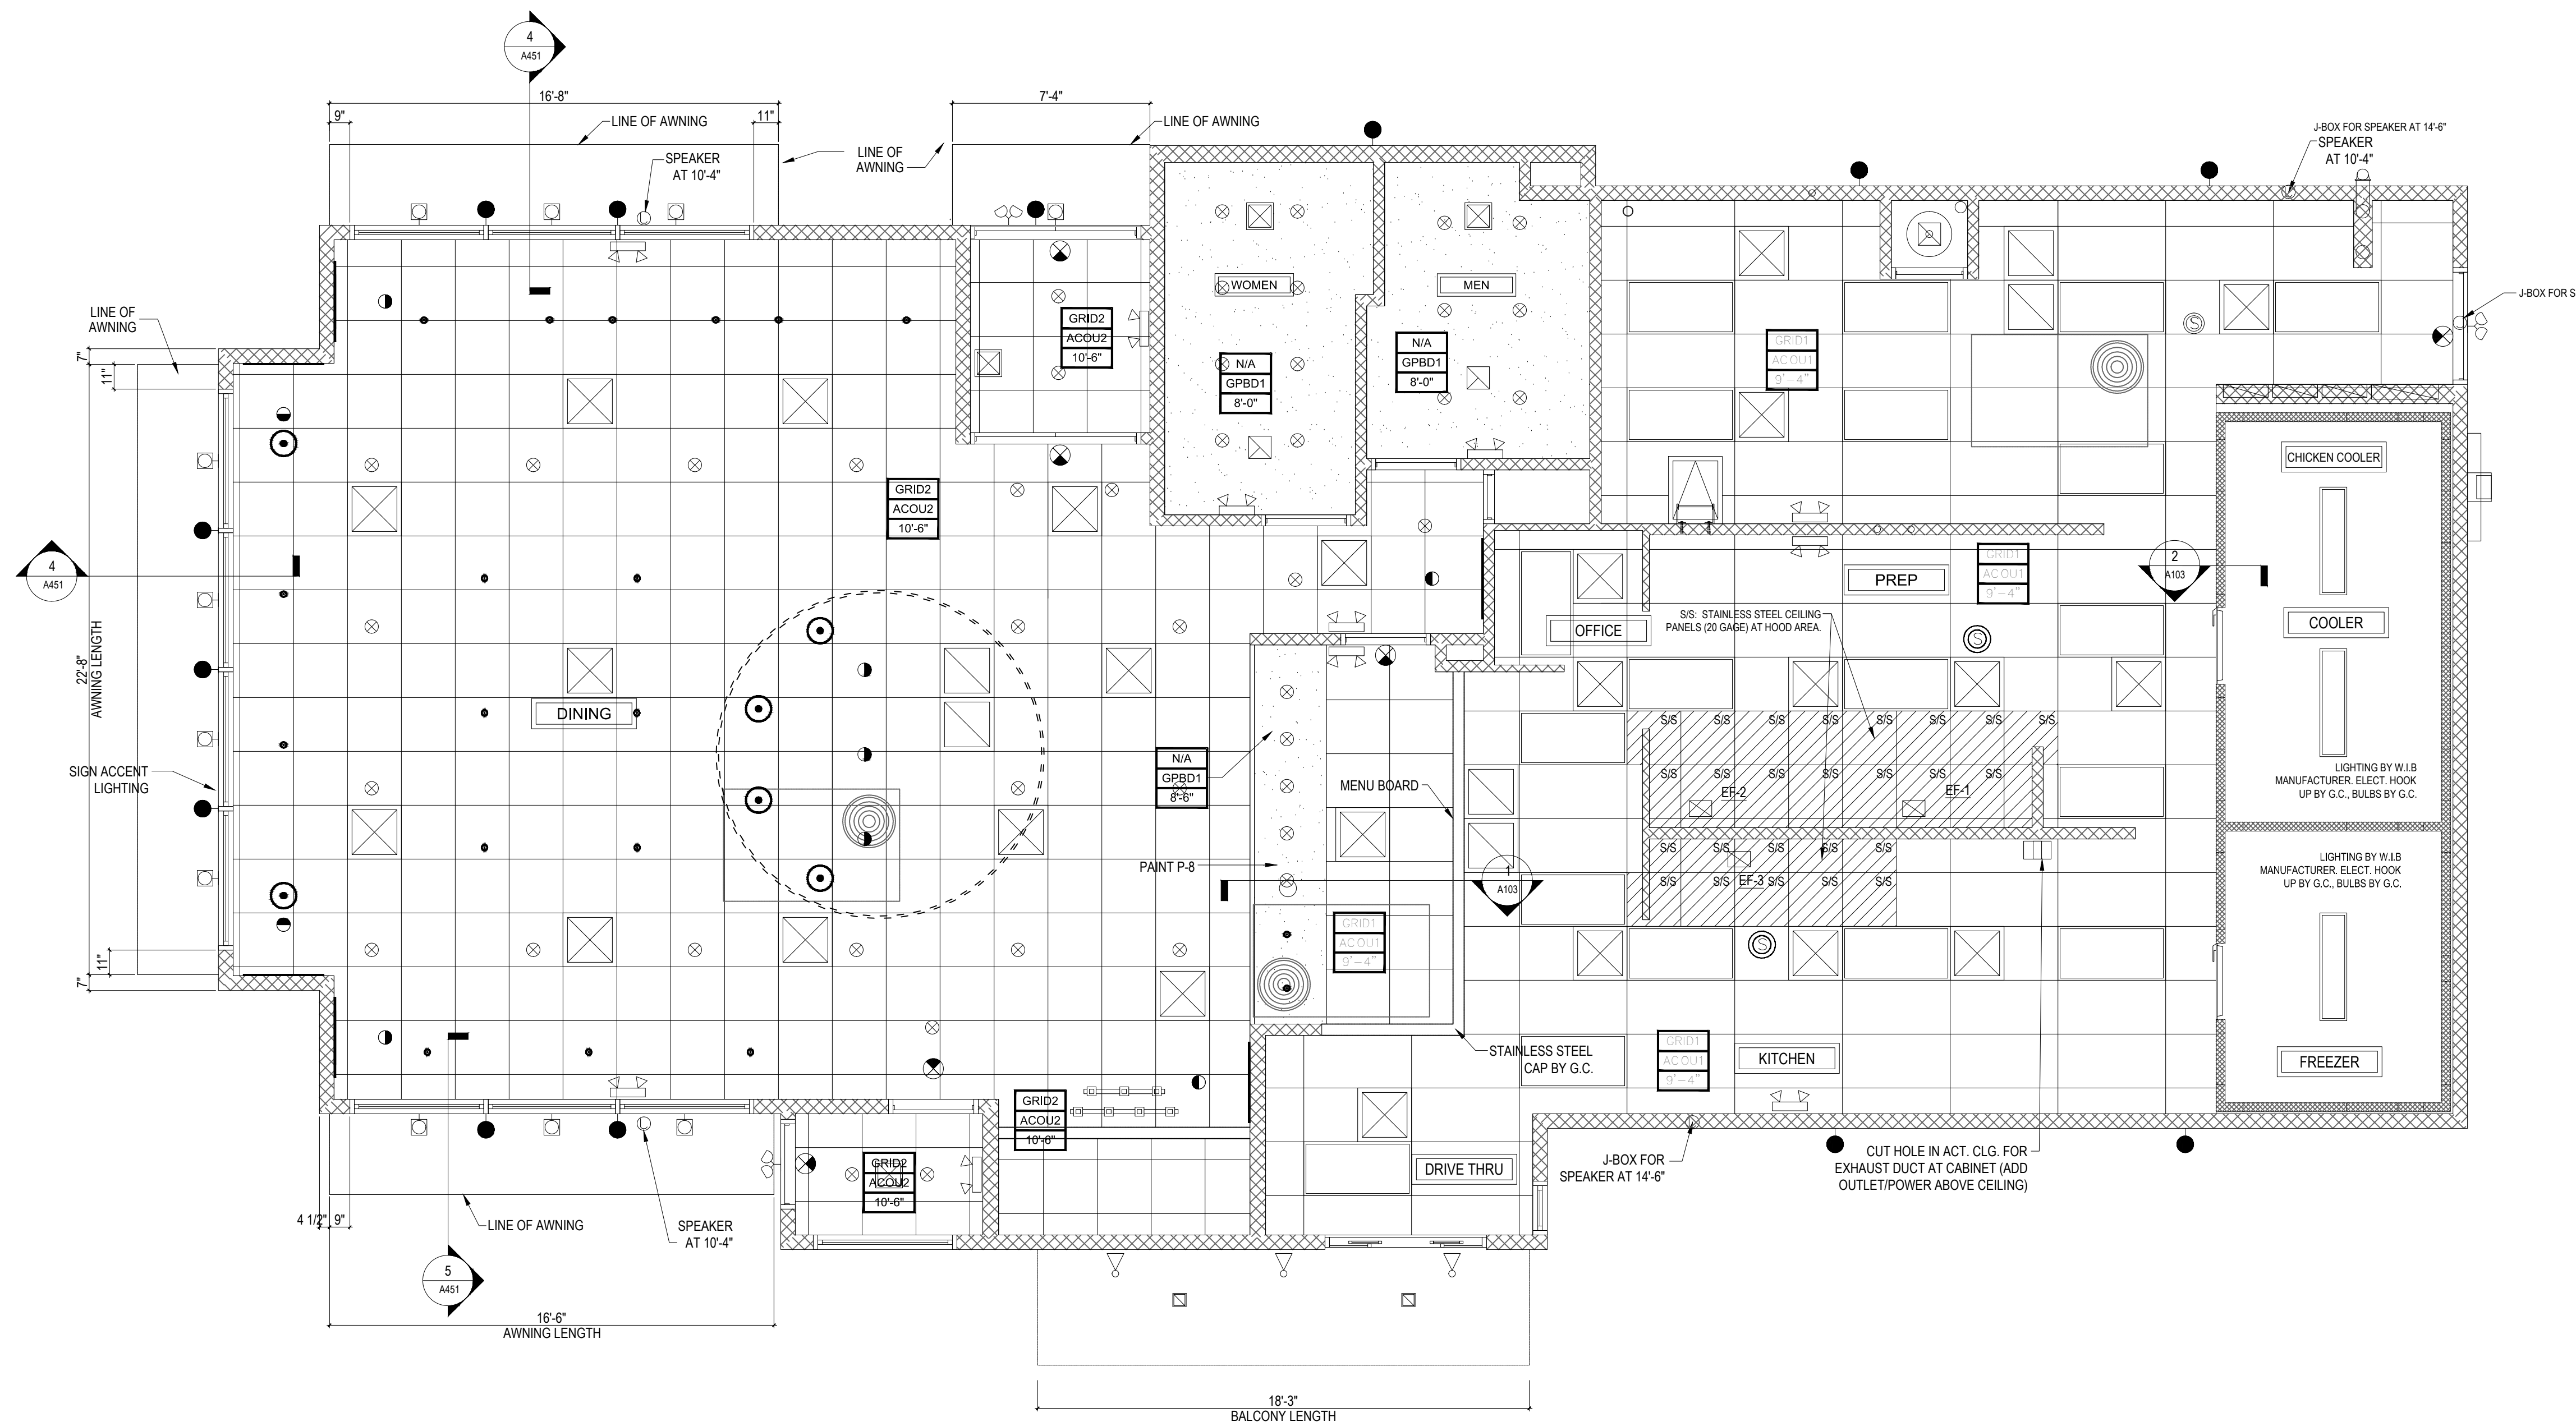 4
A451
16'-8"
7'-4"
9"
11"
LINE OF AWNING
LINE OF AWNING
LINE OF
AWNING
SPEAKER
AT 10'-4"
J-BOX FOR SPEAKER AT 14'-6"
SPEAKER
AT 10'-4"
J-BOX FOR S
LINE OF
AWNING
7"
11"
WOMEN
MEN
GRID2
ACOU2
10'-6"
N/A
GPBD1
8'-0"
N/A
GPBD1
8'-0"
GRID1
ACOU1
9'-4"
GRID2
ACOU2
10'-6"
CHICKEN COOLER
4
A451
22'-8"
AWNING LENGTH
PREP
GRID1
ACOU1
9'-4"
2
A103
S/S: STAINLESS STEEL CEILING
PANELS (20 GAGE) AT HOOD AREA.
OFFICE
COOLER
DINING
S/S S/S S/S S/S S/S S/S S/S S/S
S/S S/S S/S S/S S/S S/S S/S
EF-2
EF-1
N/A
GPBD1
8'-6"
MENU BOARD
SIGN ACCENT
LIGHTING
LIGHTING BY W.I.B
MANUFACTURER. ELECT. HOOK
UP BY G.C., BULBS BY G.C.
S/S S/S S/S S/S S/S
S/S S/S EF-3 S/S S/S S/S
PAINT P-8
1
A103
LIGHTING BY W.I.B
MANUFACTURER. ELECT. HOOK
UP BY G.C., BULBS BY G.C.
GRID1
ACOU1
9'-4"
11"
7"
STAINLESS STEEL
CAP BY G.C.
GRID1
ACOU1
9'-4"
KITCHEN
FREEZER
GRID2
ACOU2
10'-6"
GRID2
ACOU2
10'-6"
DRIVE THRU
J-BOX FOR
SPEAKER AT 14'-6"
CUT HOLE IN ACT. CLG. FOR
EXHAUST DUCT AT CABINET (ADD
OUTLET/POWER ABOVE CEILING)
4 1/2"
9"
LINE OF AWNING
SPEAKER
AT 10'-4"
5
A451
16'-6"
AWNING LENGTH
18'-3"
BALCONY LENGTH
S
S
S